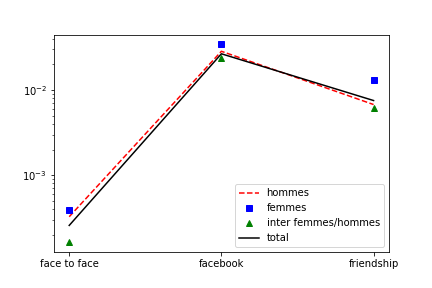 10⁻²
10⁻³
face to face facebook friendship
hommes
femmes
inter femmes/hommes
total